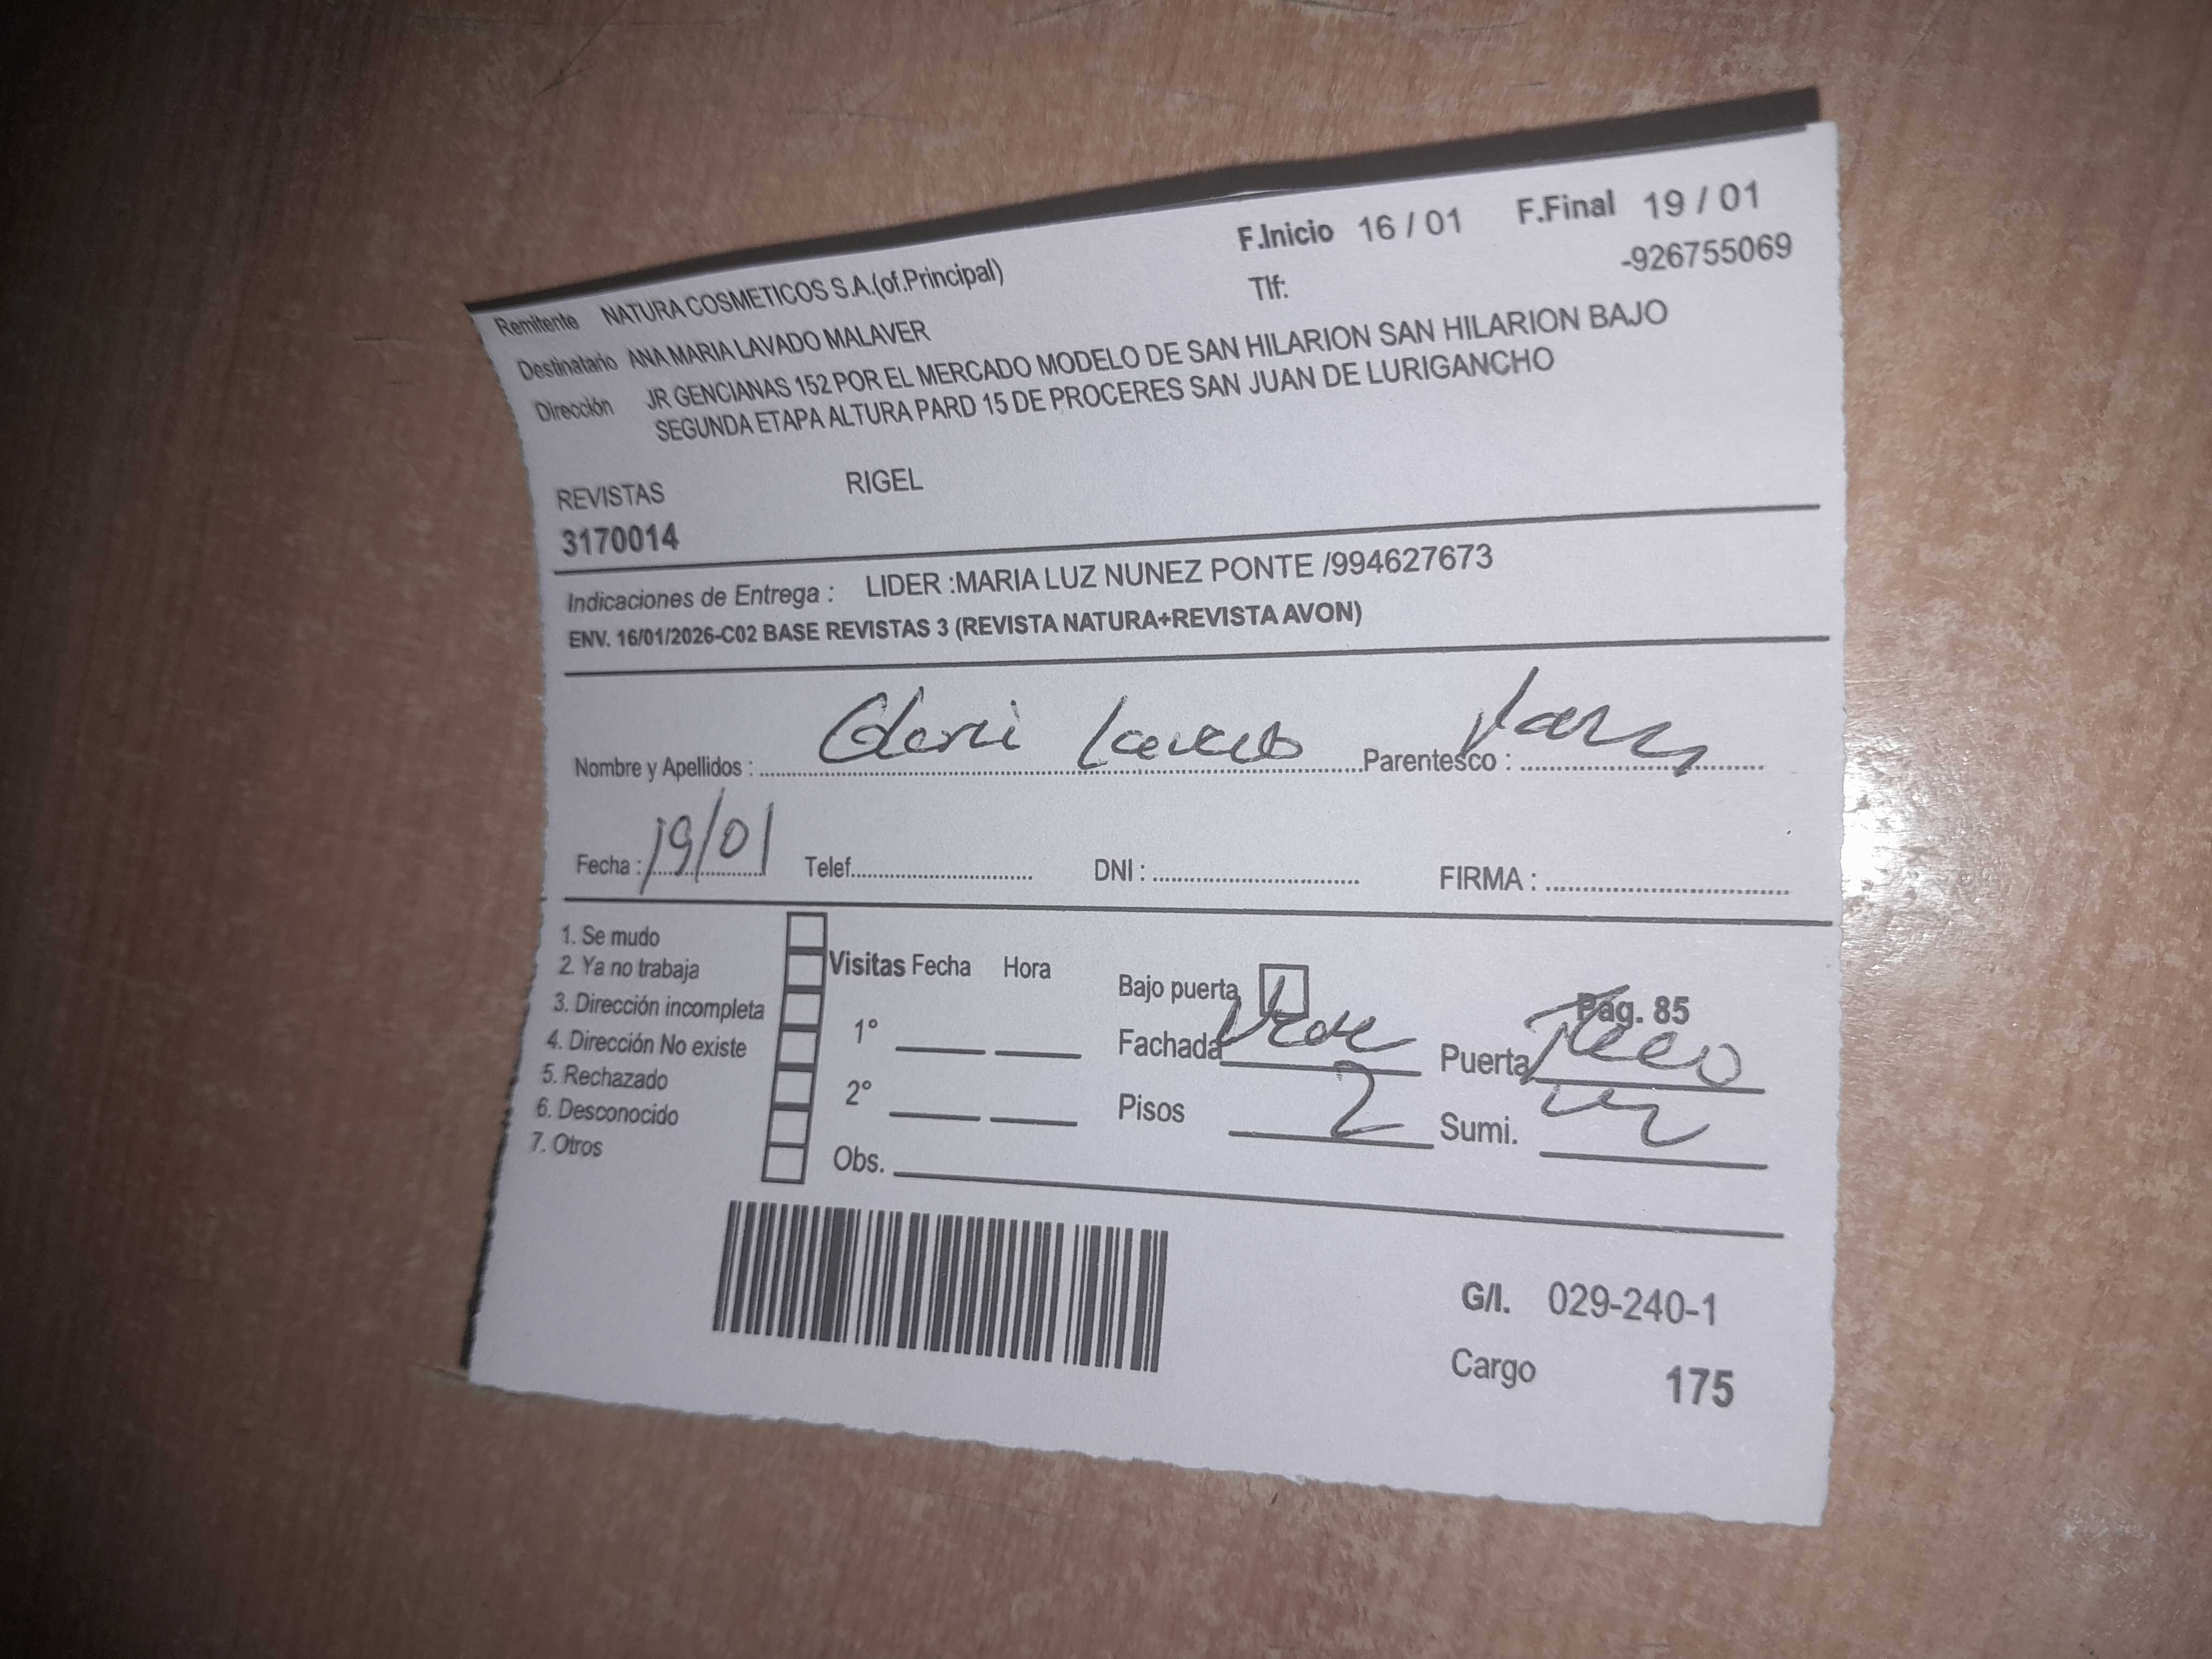 F.Inicio 16 / 01 F.Final 19 / 01
Remitente NATURA COSMETICOS S.A.(of.Principal) Tlf: -926755069
Destinatario ANA MARIA LAVADO MALAVER
Dirección JR GENCIANAS 152 POR EL MERCADO MODELO DE SAN HILARION SAN HILARION BAJO
SEGUNDA ETAPA ALTURA PARD 15 DE PROCERES SAN JUAN DE LURIGANCHO
REVISTAS RIGEL
3170014
Indicaciones de Entrega : LIDER :MARIA LUZ NUNEZ PONTE /994627673
ENV. 16/01/2026-C02 BASE REVISTAS 3 (REVISTA NATURA+REVISTA AVON)
Nombre y Apellidos : Parentesco :
Fecha : 19/01 Telef. DNI : FIRMA :
1. Se mudo
2. Ya no trabaja
3. Dirección incompleta
4. Dirección No existe
5. Rechazado
6. Desconocido
7. Otros
Visitas Fecha Hora
1°
2°
Obs.
Bajo puerta Pag. 85
Fachada Puerta
Pisos 2 Sumi.
G/I. 029-240-1
Cargo 175